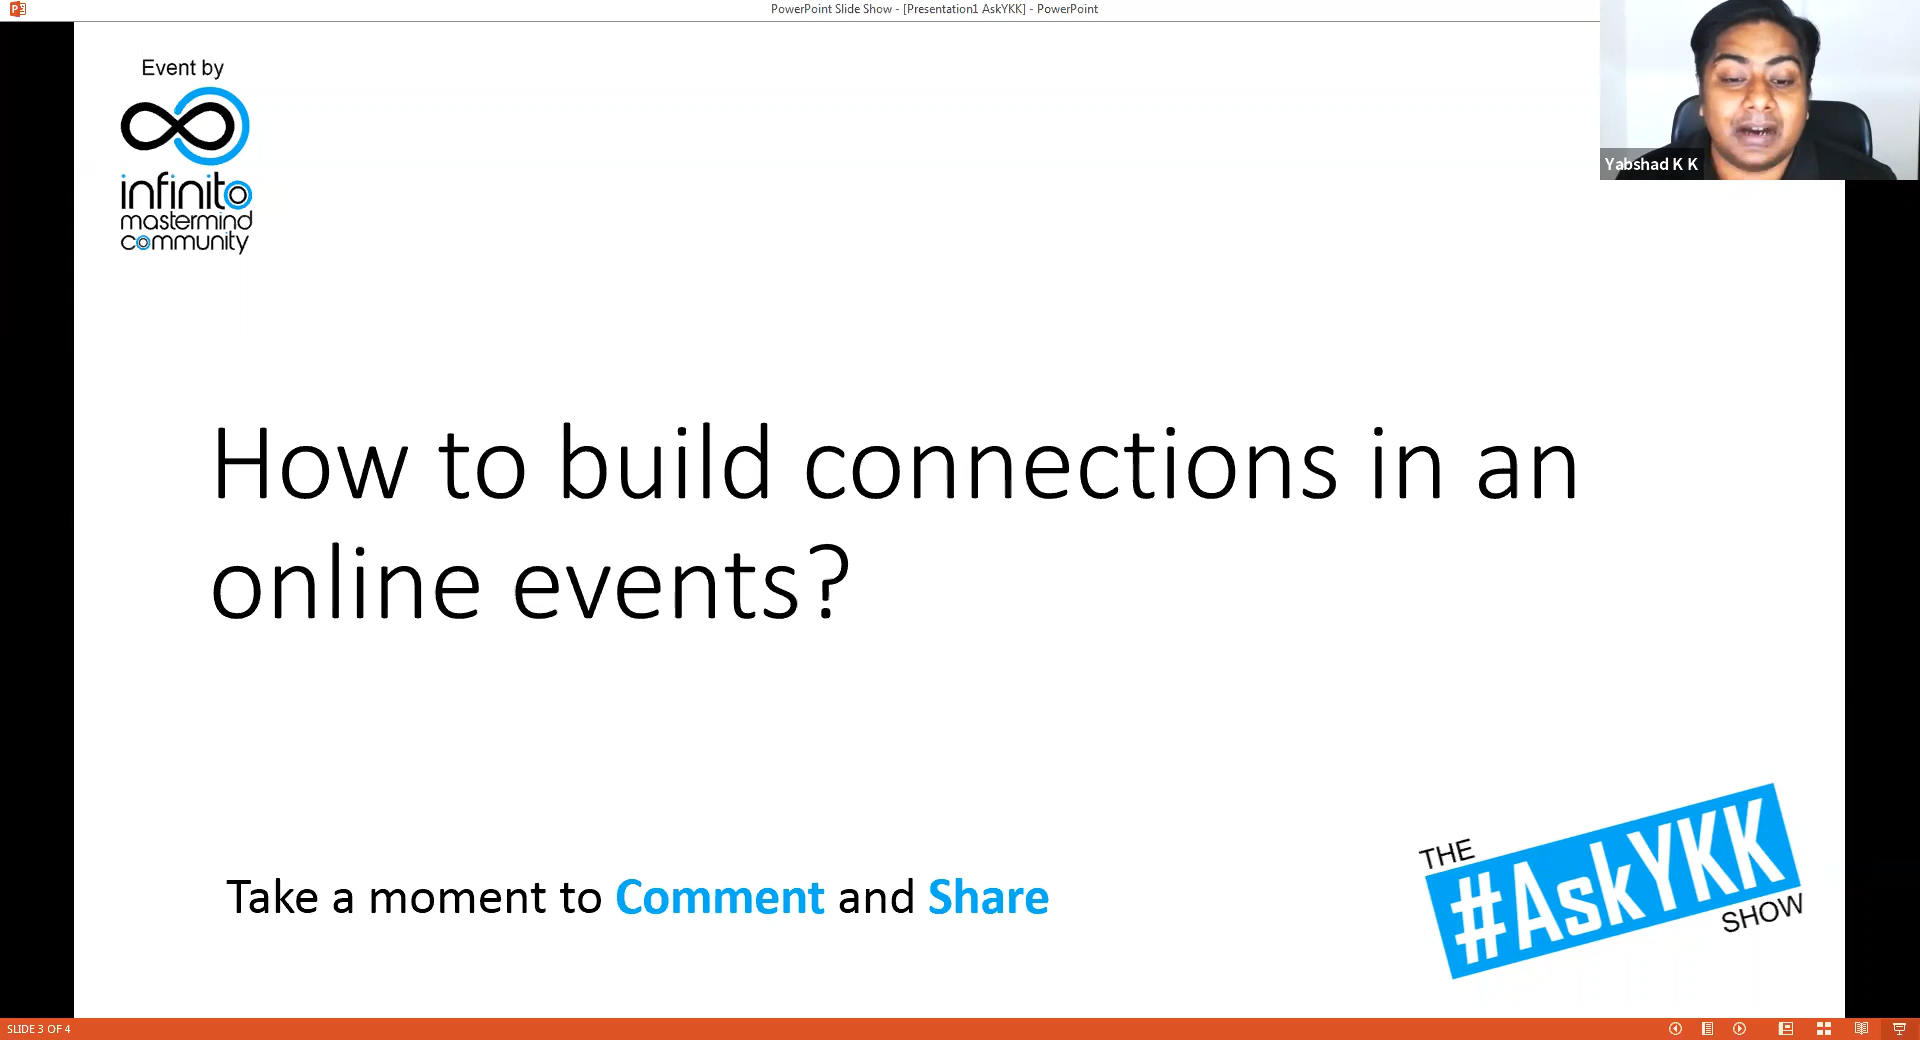 PowerPoint Slide Show - [Presentation1 AskYKK] - PowerPoint
Event by
infinito
mastermind
community
Yabshad K K
How to build connections in an
online events?
Take a moment to Comment and Share
THE
#AskYKK
SHOW
SLIDE 3 OF 4